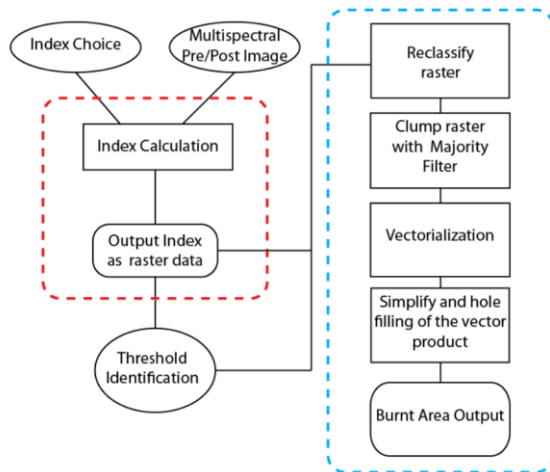 Index Choice
Multispectral
Pre/Post Image
Index Calculation
Output Index
as raster data
Threshold
Identification
Reclassify
raster
Clump raster
with Majority
Filter
Vectorialization
Simplify and hole
filling of the vector
product
Burnt Area Output